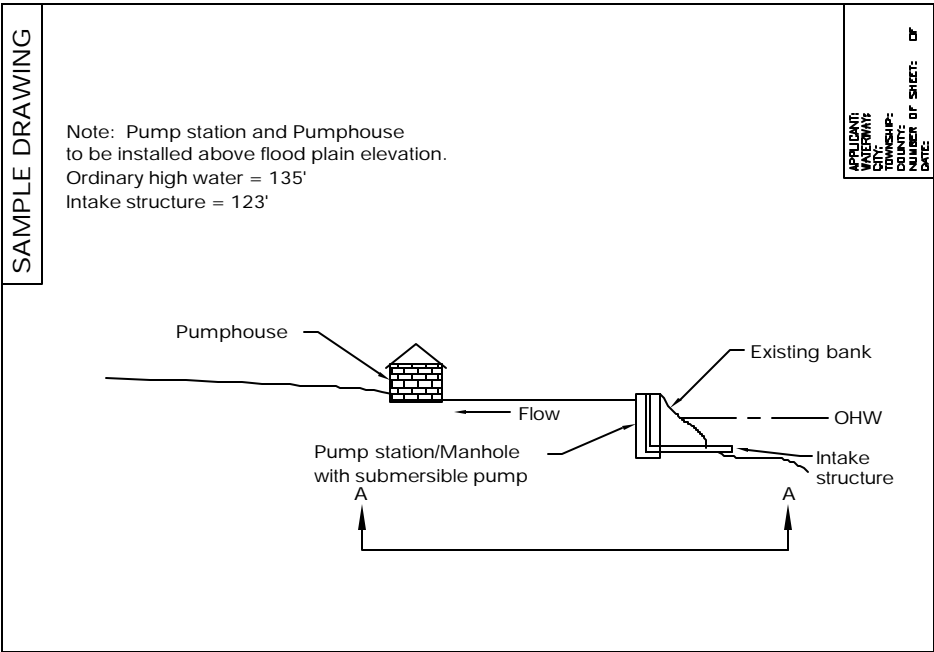 SAMPLE DRAWING
APPLICANT:
WATERWAY:
CITY:
TOWNSHIP:
COUNTY:
NUMBER OF SHEET: OF
DATE:
Note: Pump station and Pumphouse
to be installed above flood plain elevation.
Ordinary high water = 135'
Intake structure = 123'
Pumphouse
Existing bank
Flow
OHW
Pump station/Manhole
with submersible pump
Intake
structure
A
A